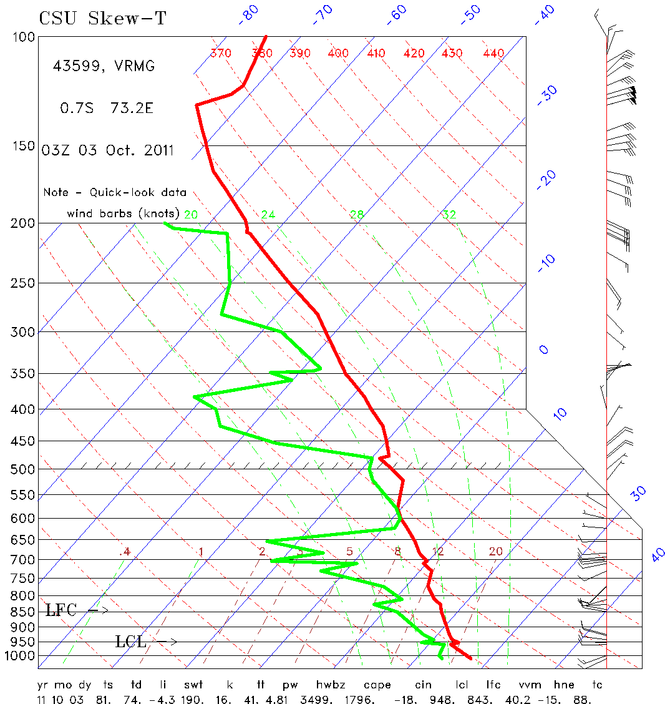 CSU Skew-T
-80 -70 -60 -50 -40
100
370 380 390 400 410 420 430 440
43599, VRMG
-30
0.7S 73.2E
150
03Z 03 Oct. 2011
-20
Note - Quick-look data
wind barbs (knots)
20 24 28 32
200
-10
250
300
0
350
400
10
450
500
30
550
600
40
650
.4 1 2 3 5 8 12 20
700
750
800
850
LFC ->
900
LCL ->
950
1000
yr mo dy ts td li swt k tt pw hwbz cape cin lcl lfc vvm hne tc
11 10 03 81. 74. -4.3 190. 16. 41. 4.81 3499. 1796. -18. 948. 843. 40.2 -15. 88.